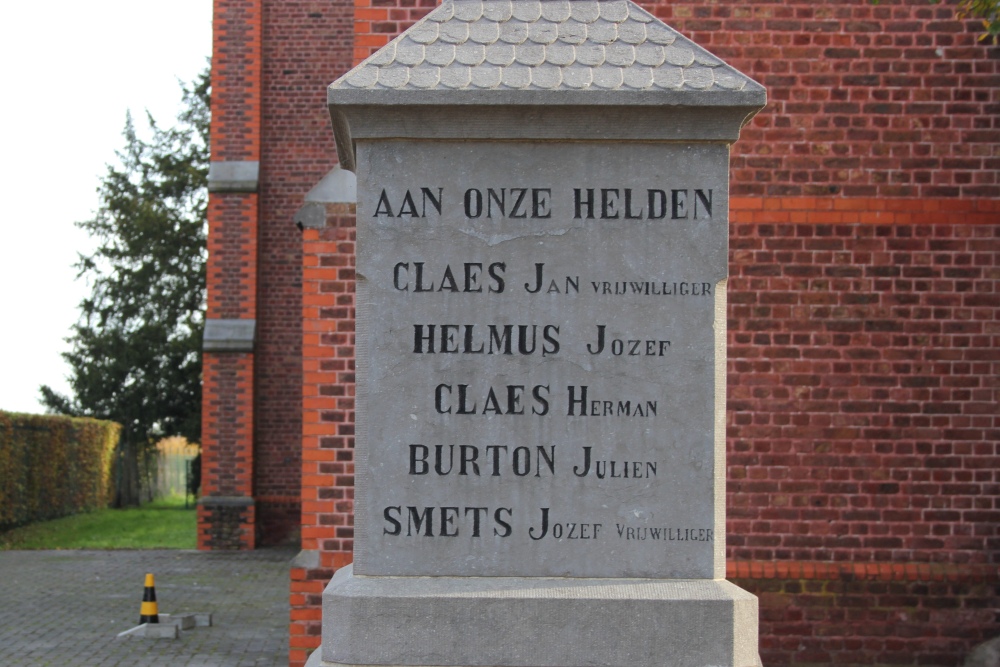 AAN ONZE HELDEN
CLAES JAN VRIJWILLIGER
HELMUS JOZEF
CLAES HERMAN
BURTON JULIEN
SMETS JOZEF VRIJWILLIGER